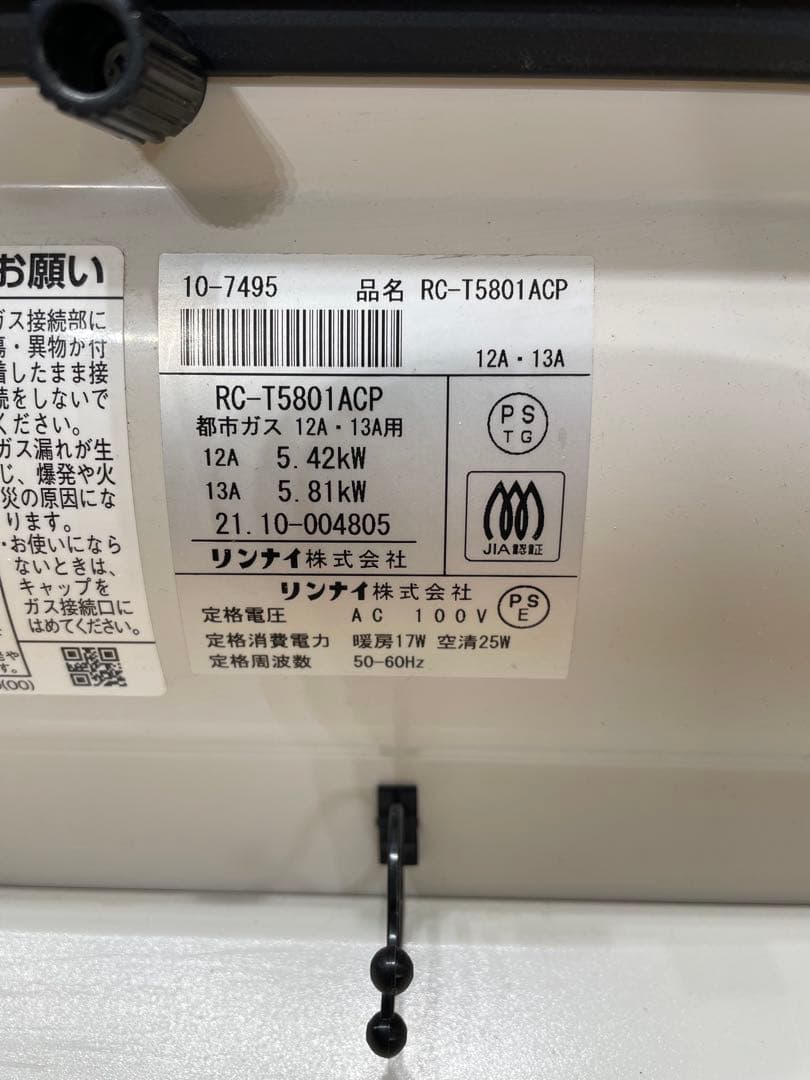 お願い
ガス接続部に
傷・異物が付
着したまま接
続をしないで
ください。
ガス漏れが生
じ、爆発や火
災の原因にな
ります。
・お使いになら
ないときは、
キャップを
ガス接続口に
はめてください。
(00)
10-7495 品名 RC-T5801ACP
12A・13A
RC-T5801ACP
都市ガス 12A・13A用
12A 5.42kW
13A 5.81kW
21.10-004805
リンナイ株式会社
PS
TG
JIA認証
リンナイ株式会社
定格電圧 AC 100V
PS
E
定格消費電力 暖房17W 空清25W
定格周波数 50-60Hz